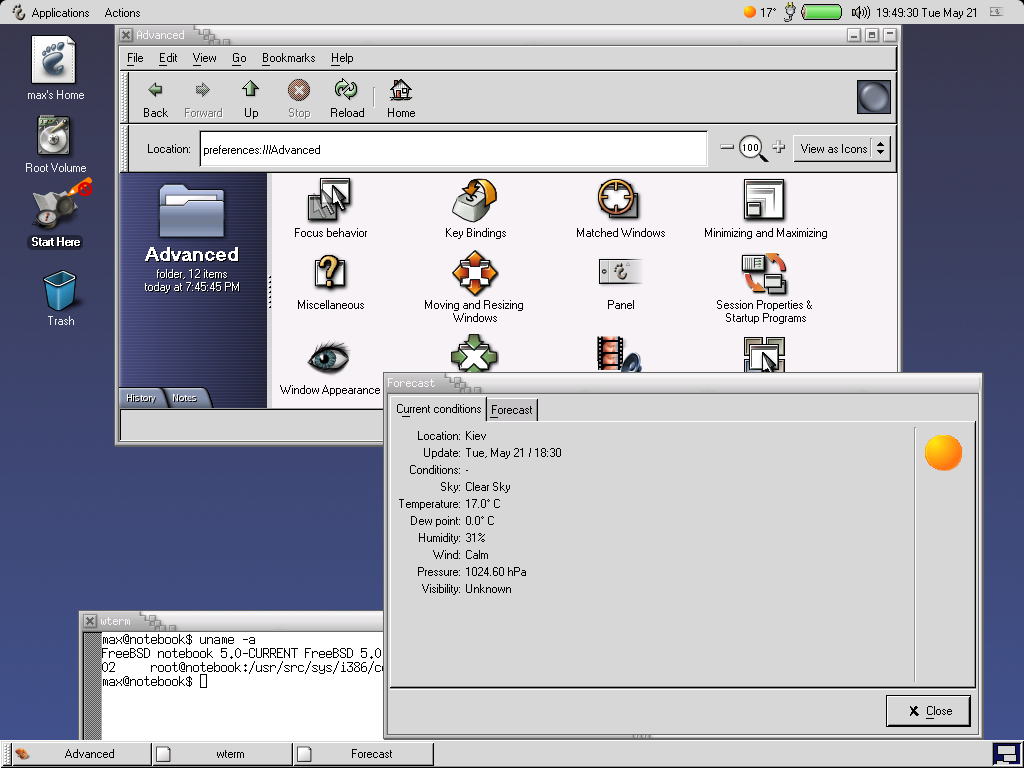 Applications Actions 17° 19:49:30 Tue May 21
max's Home
Root Volume
Start Here
Trash
Advanced
File Edit View Go Bookmarks Help
Back Forward Up Stop Reload Home
Location: preferences:///Advanced 100 View as Icons
Advanced
folder, 12 items
today at 7:45:45 PM
History Notes
Focus behavior Key Bindings Matched Windows Minimizing and Maximizing
Miscellaneous Moving and Resizing Windows Panel Session Properties & Startup Programs
Window Appearance
Forecast
Current conditions Forecast
Location: Kiev
Update: Tue, May 21 / 18:30
Conditions: -
Sky: Clear Sky
Temperature: 17.0° C
Dew point: 0.0° C
Humidity: 31%
Wind: Calm
Pressure: 1024.60 hPa
Visibility: Unknown
Close
wterm
max@notebook$ uname -a
FreeBSD notebook 5.0-CURRENT FreeBSD 5.0
02 root@notebook:/usr/src/sys/i386/co
max@notebook$
Advanced wterm Forecast